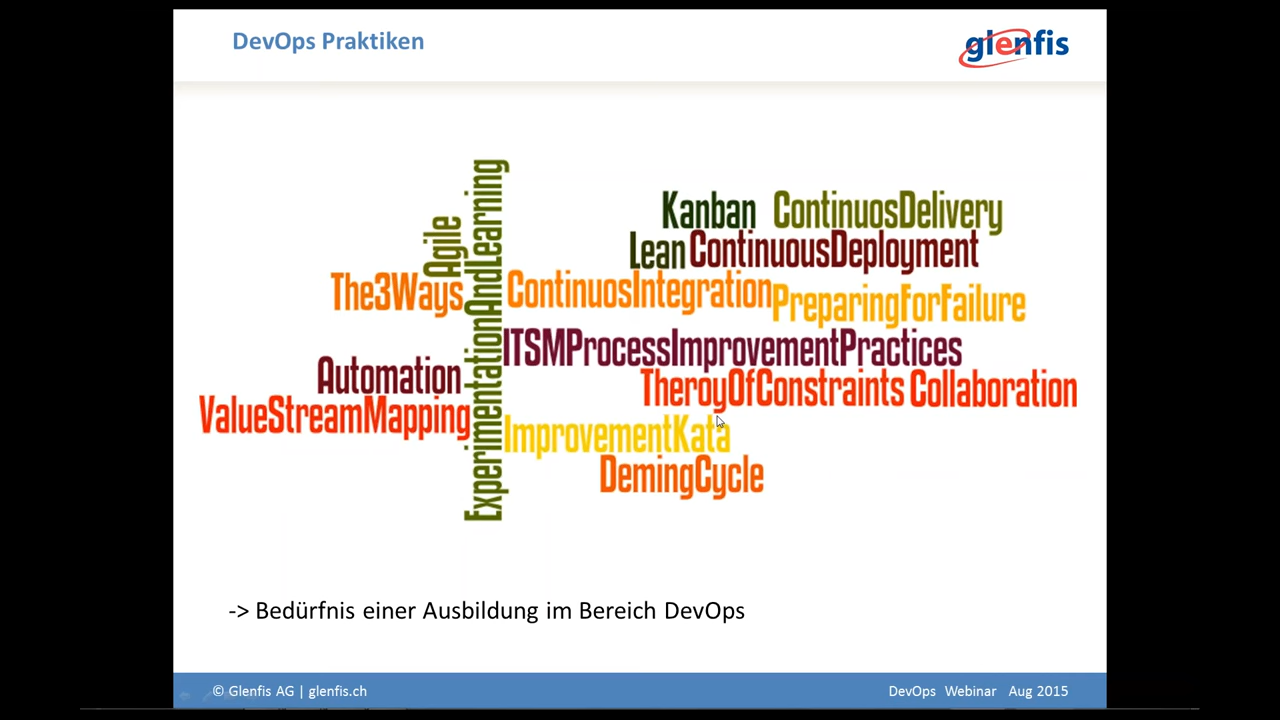 DevOps Praktiken
glenfis
ExperimentationAndLearning
Agile
Kanban ContinuosDelivery
Lean ContinuousDeployment
The3Ways
ContinuosIntegration
PreparingForFailure
ITSMProcessImprovementPractices
Automation
TheroyOfConstraints Collaboration
ValueStreamMapping
ImprovementKata
DemingCycle
-> Bedürfnis einer Ausbildung im Bereich DevOps
© Glenfis AG | glenfis.ch
DevOps Webinar Aug 2015